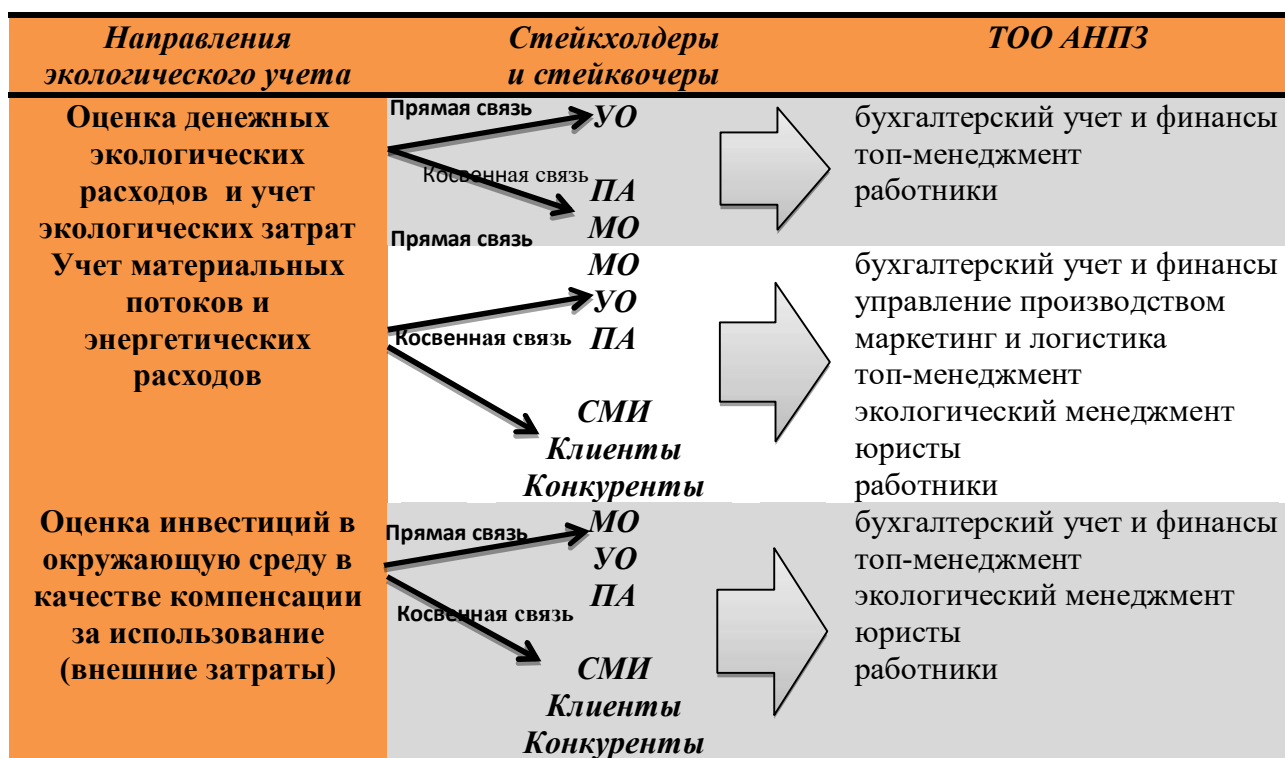 Направления
экологического учета
Стейкхолдеры
и стейквочеры
ТОО АНПЗ
Оценка денежных
экологических
расходов и учет
экологических затрат
Прямая связь
УО
Косвенная связь
ПА
МО
бухгалтерский учет и финансы
топ-менеджмент
работники
Учет материальных
потоков и
энергетических
расходов
Прямая связь
МО
УО
Косвенная связь
ПА
СМИ
Клиенты
Конкуренты
бухгалтерский учет и финансы
управление производством
маркетинг и логистика
топ-менеджмент
экологический менеджмент
юристы
работники
Оценка инвестиций в
окружающую среду в
качестве компенсации
за использование
(внешние затраты)
Прямая связь
МО
УО
ПА
Косвенная связь
СМИ
Клиенты
Конкуренты
бухгалтерский учет и финансы
топ-менеджмент
экологический менеджмент
юристы
работники